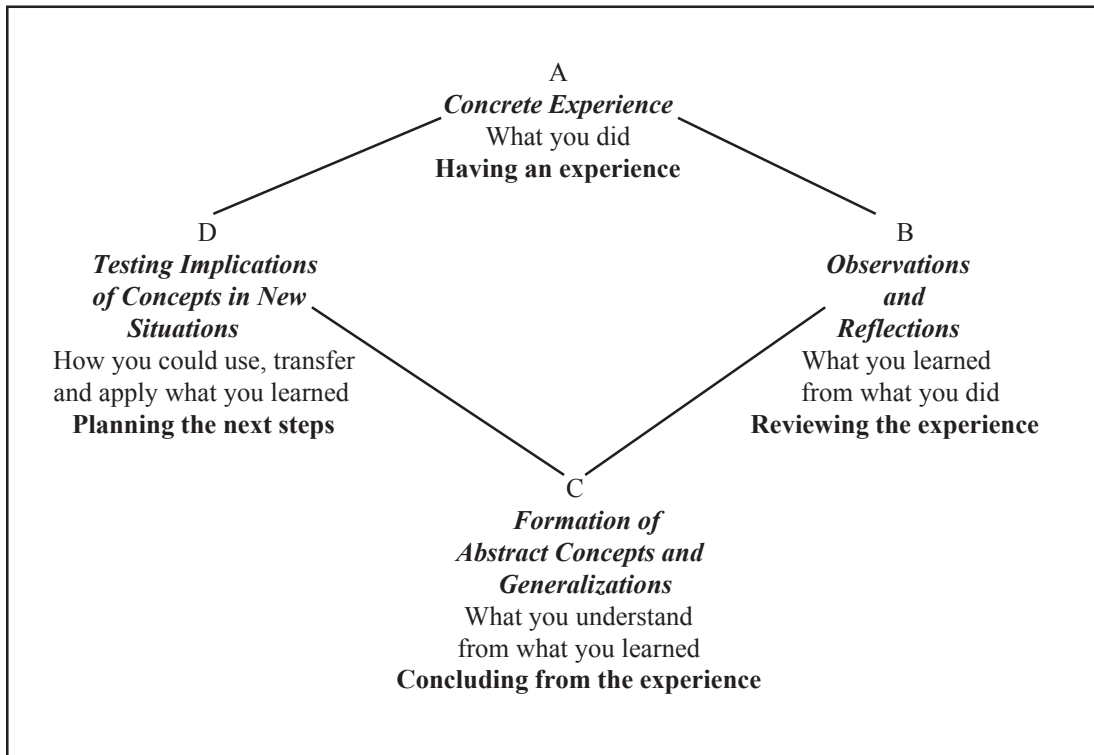 A
Concrete Experience
What you did
Having an experience
D
Testing Implications
of Concepts in New
Situations
How you could use, transfer
and apply what you learned
Planning the next steps
B
Observations
and
Reflections
What you learned
from what you did
Reviewing the experience
C
Formation of
Abstract Concepts and
Generalizations
What you understand
from what you learned
Concluding from the experience